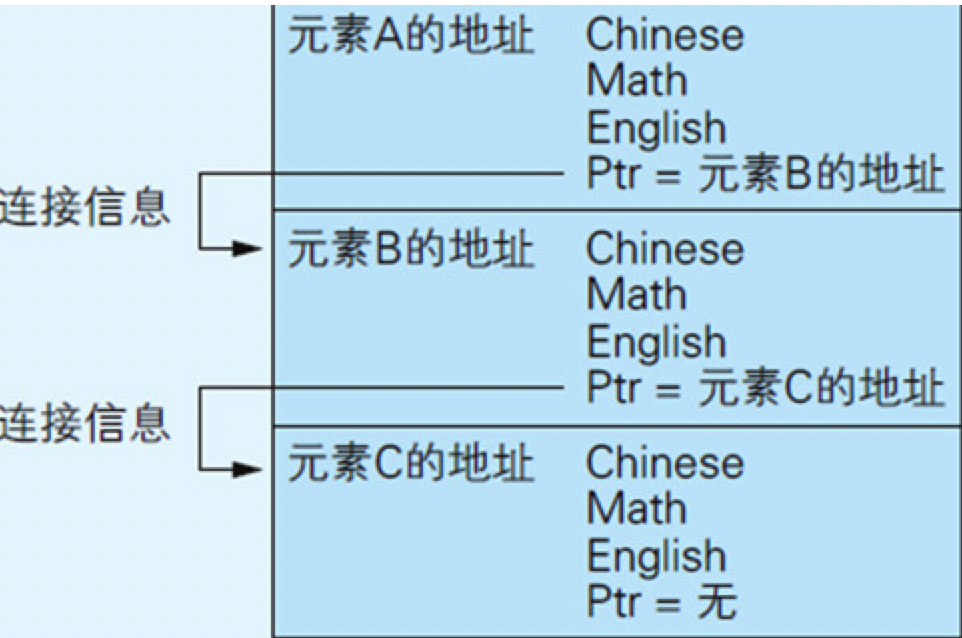 元素A的地址 Chinese
Math
English
Ptr = 元素B的地址
连接信息
元素B的地址 Chinese
Math
English
Ptr = 元素C的地址
连接信息
元素C的地址 Chinese
Math
English
Ptr = 无